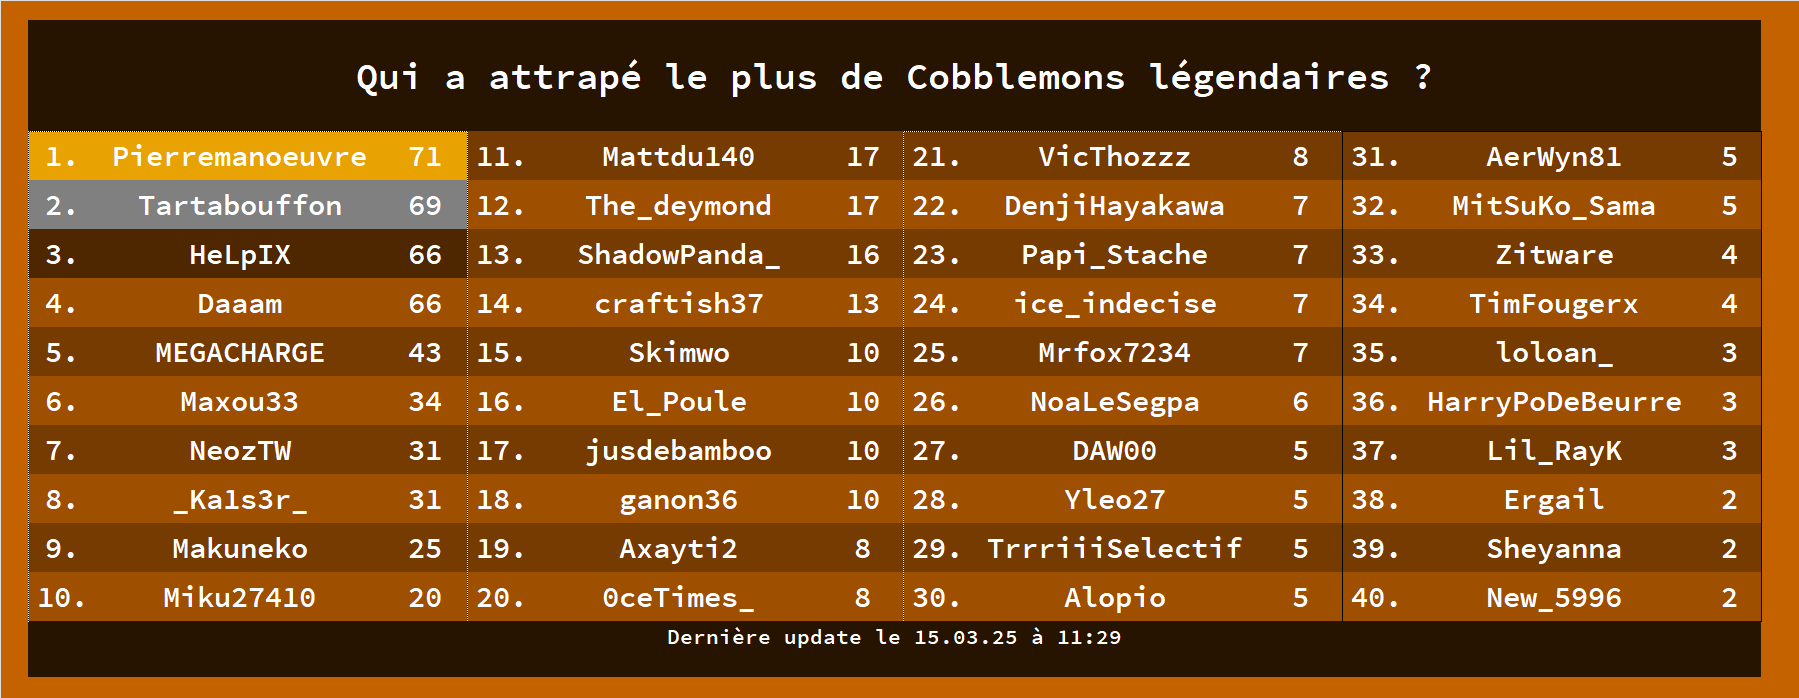 Qui a attrapé le plus de Cobblemons légendaires ?
1. Pierremanoeuvre 71
2. Tartabouffon 69
3. HeLpIX 66
4. Daaam 66
5. MEGACHARGE 43
6. Maxou33 34
7. NeozTW 31
8. _Ka1s3r_ 31
9. Makuneko 25
10. Miku27410 20
11. Mattdu140 17
12. The_deymond 17
13. ShadowPanda_ 16
14. craftish37 13
15. Skimwo 10
16. El_Poule 10
17. jusdebamboo 10
18. ganon36 10
19. Axayti2 8
20. 0ceTimes_ 8
21. VicThozzz 8
22. DenjiHayakawa 7
23. Papi_Stache 7
24. ice_indecise 7
25. Mrfox7234 7
26. NoaLeSegpa 6
27. DAW00 5
28. Yleo27 5
29. TrrriiiSelectif 5
30. Alopio 5
31. AerWyn81 5
32. MitSuKo_Sama 5
33. Zitware 4
34. TimFougerx 4
35. loloan_ 3
36. HarryPoDeBeurre 3
37. Lil_RayK 3
38. Ergail 2
39. Sheyanna 2
40. New_5996 2
Dernière update le 15.03.25 à 11:29